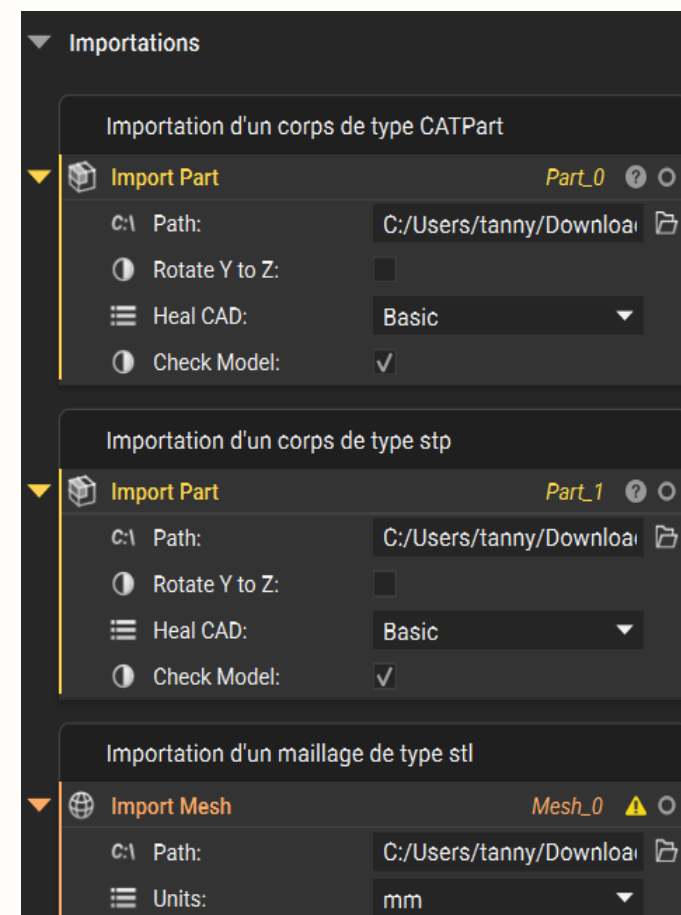 Importations
Importation d'un corps de type CATPart
Import Part Part_0
C:\ Path: C:/Users/tanny/Downloa
Rotate Y to Z:
Heal CAD: Basic
Check Model:
Importation d'un corps de type stp
Import Part Part_1
C:\ Path: C:/Users/tanny/Downloa
Rotate Y to Z:
Heal CAD: Basic
Check Model:
Importation d'un maillage de type stl
Import Mesh Mesh_0
C:\ Path: C:/Users/tanny/Downloa
Units: mm